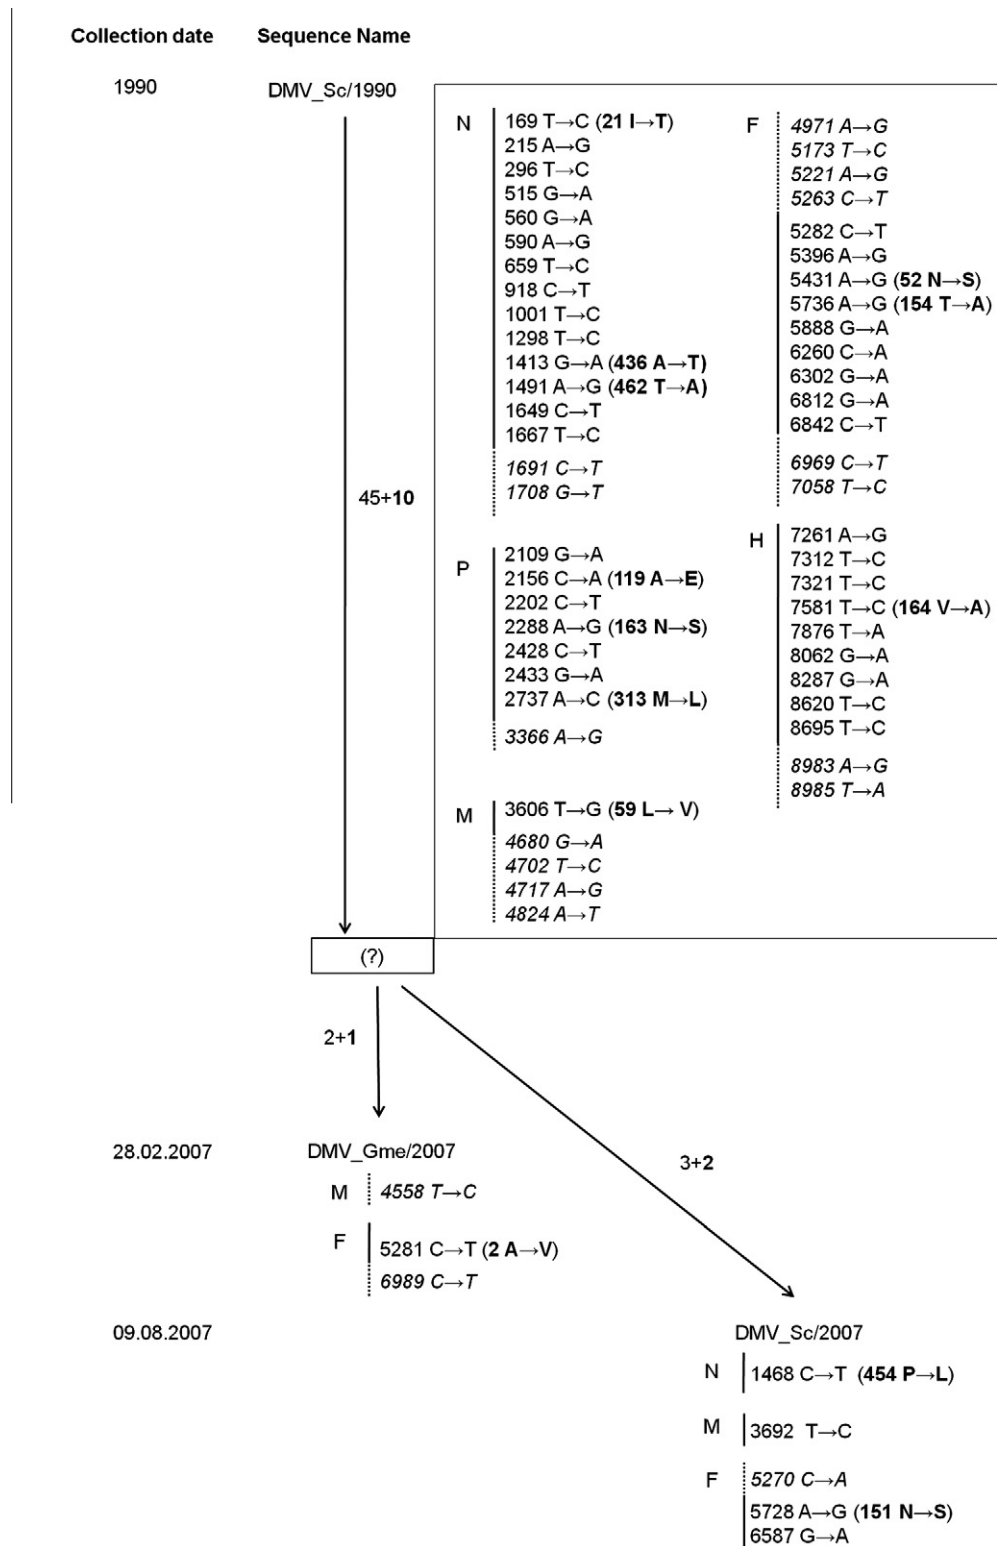 Collection date Sequence Name
1990 DMV_Sc/1990
N
169 T→C (21 I→T)
215 A→G
296 T→C
515 G→A
560 G→A
590 A→G
659 T→C
918 C→T
1001 T→C
1298 T→C
1413 G→A (436 A→T)
1491 A→G (462 T→A)
1649 C→T
1667 T→C
1691 C→T
1708 G→T
45+10
P
2109 G→A
2156 C→A (119 A→E)
2202 C→T
2288 A→G (163 N→S)
2428 C→T
2433 G→A
2737 A→C (313 M→L)
3366 A→G
M
3606 T→G (59 L→ V)
4680 G→A
4702 T→C
4717 A→G
4824 A→T
F
4971 A→G
5173 T→C
5221 A→G
5263 C→T
5282 C→T
5396 A→G
5431 A→G (52 N→S)
5736 A→G (154 T→A)
5888 G→A
6260 C→A
6302 G→A
6812 G→A
6842 C→T
6969 C→T
7058 T→C
H
7261 A→G
7312 T→C
7321 T→C
7581 T→C (164 V→A)
7876 T→A
8062 G→A
8287 G→A
8620 T→C
8695 T→C
8983 A→G
8985 T→A
(?)
2+1
3+2
28.02.2007 DMV_Gme/2007
M 4558 T→C
F 5281 C→T (2 A→V)
6989 C→T
09.08.2007 DMV_Sc/2007
N 1468 C→T (454 P→L)
M 3692 T→C
F 5270 C→A
5728 A→G (151 N→S)
6587 G→A